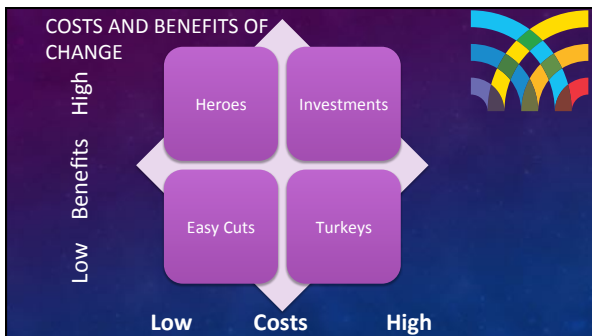 COSTS AND BENEFITS OF
CHANGE
High
Benefits
Low
Heroes
Investments
Easy Cuts
Turkeys
Low
Costs
High